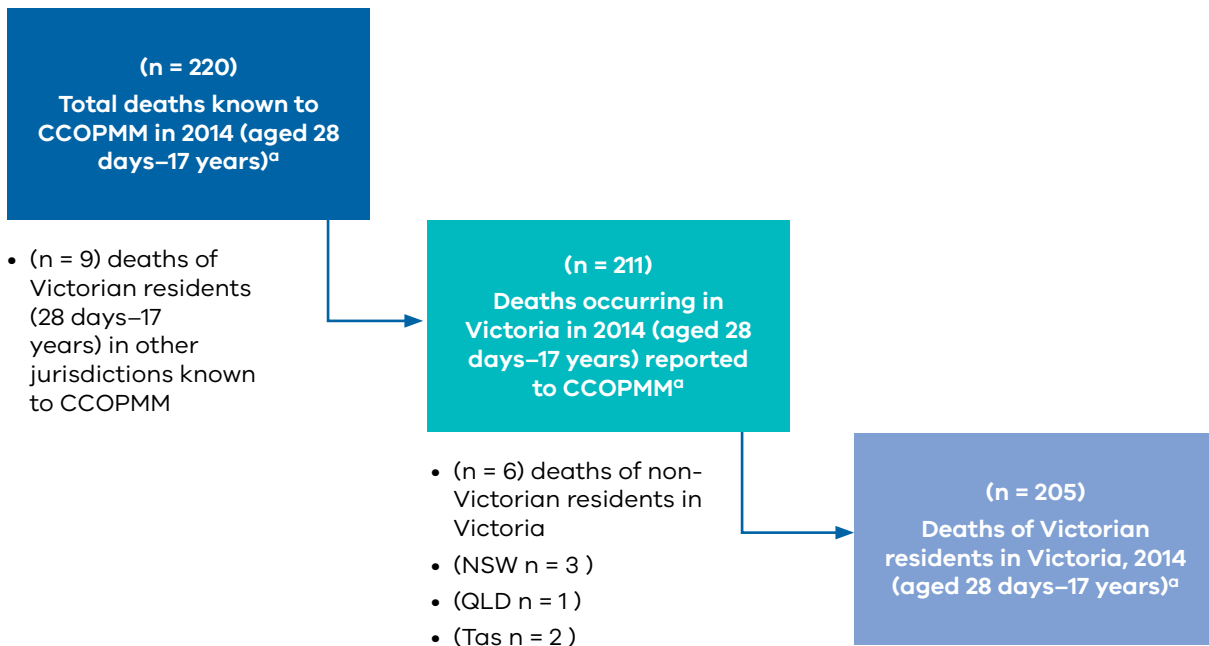 (n = 220)
Total deaths known to
CCOPMM in 2014 (aged 28
days–17 years)ª
• (n = 9) deaths of
Victorian residents
(28 days–17
years) in other
jurisdictions known
to CCOPMM
(n = 211)
Deaths occurring in
Victoria in 2014 (aged 28
days–17 years) reported
to CCOPMMª
• (n = 6) deaths of non-
Victorian residents in
Victoria
• (NSW n = 3 )
• (QLD n = 1 )
• (Tas n = 2 )
(n = 205)
Deaths of Victorian
residents in Victoria, 2014
(aged 28 days–17 years)ª